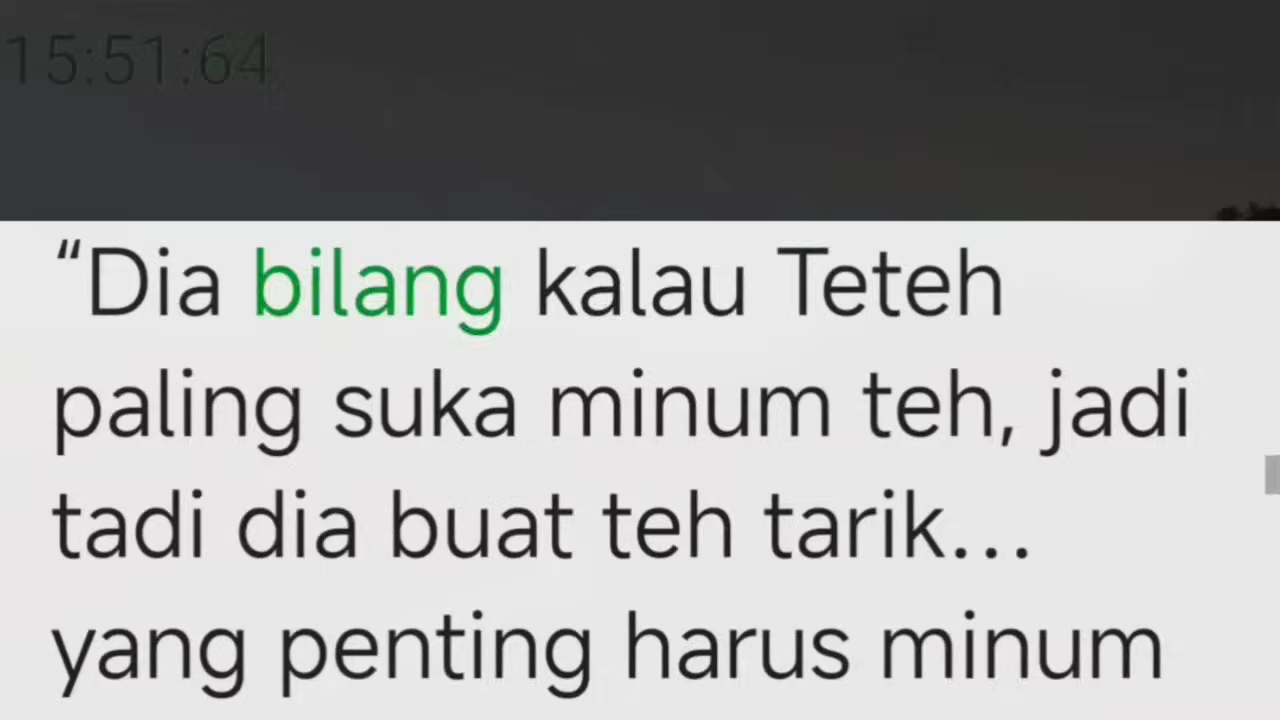 15:51:64
“Dia bilang kalau Teteh
paling suka minum teh, jadi
tadi dia buat teh tarik...
yang penting harus minum